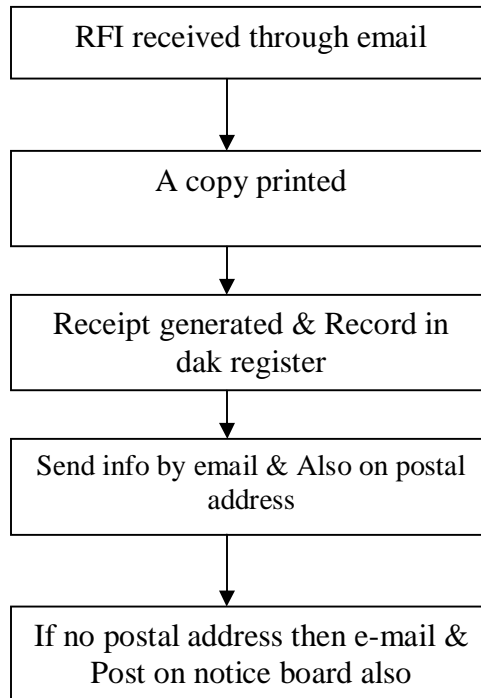 RFI received through email
A copy printed
Receipt generated & Record in
dak register
Send info by email & Also on postal
address
If no postal address then e-mail &
Post on notice board also